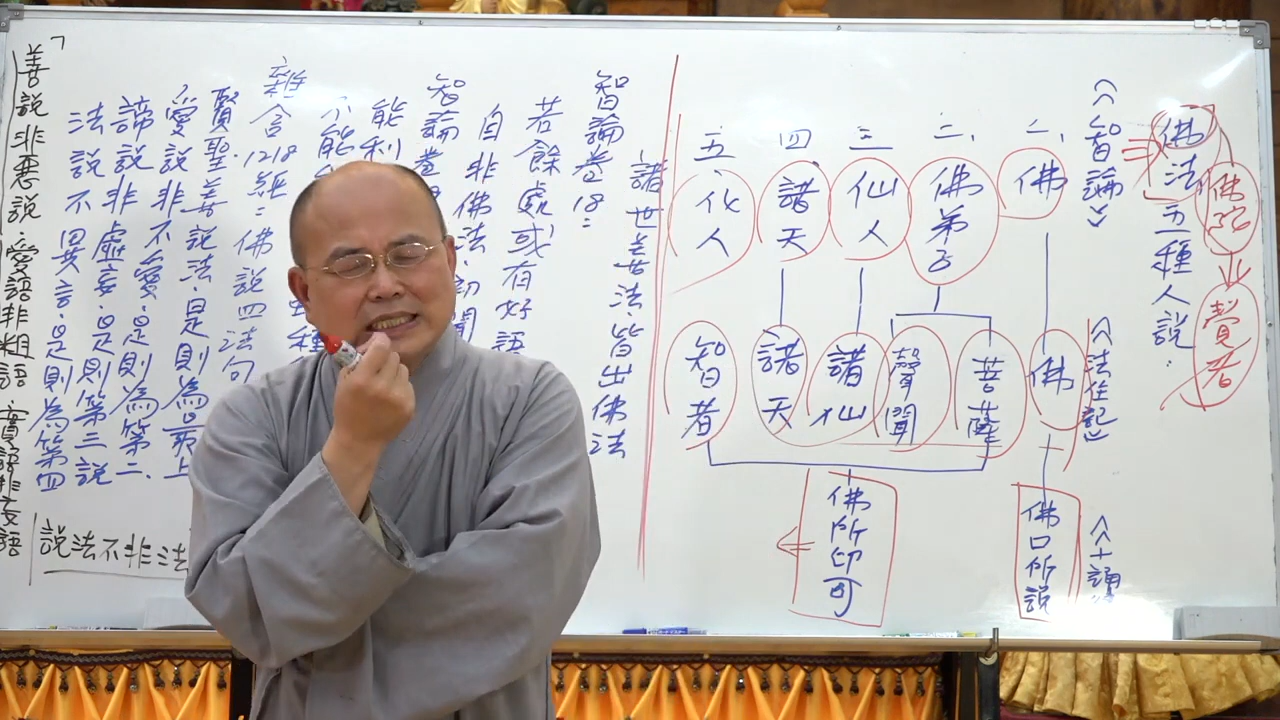 佛法五種人說．
佛說
覺者
《智論》
一、佛
二、佛弟子
三仙人
四諸天
五、化人
《法住記》
佛
菩薩
聲聞
諸仙
諸天
智者
《十誦
佛口所說
佛所印可
諸世善法、皆出佛法
智論卷18：
若餘處或有好語
自非佛法、初聞
智論卷
能利
不能
種
雜含1218經：佛說四法句
賢聖善說法．是則為最上
愛說非不愛．是則為第二
諦說非虛妄．是則第三說
法說不異言．是則為第四
「善說非惡說．愛語非粗語 實語非妄語
說法不非法